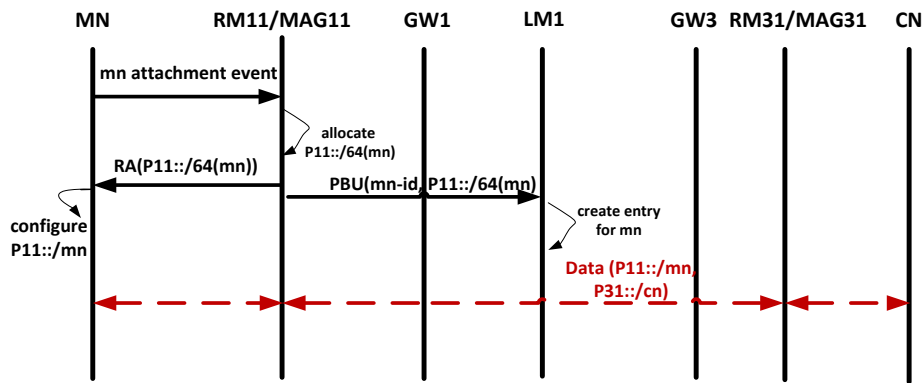 MN RM11/MAG11 GW1 LM1 GW3 RM31/MAG31 CN
mn attachment event
allocate
P11::/64(mn)
RA(P11::/64(mn))
PBU(mn-id, P11::/64(mn)
configure
P11::/mn
create entry
for mn
Data (P11::/mn,
P31::/cn)